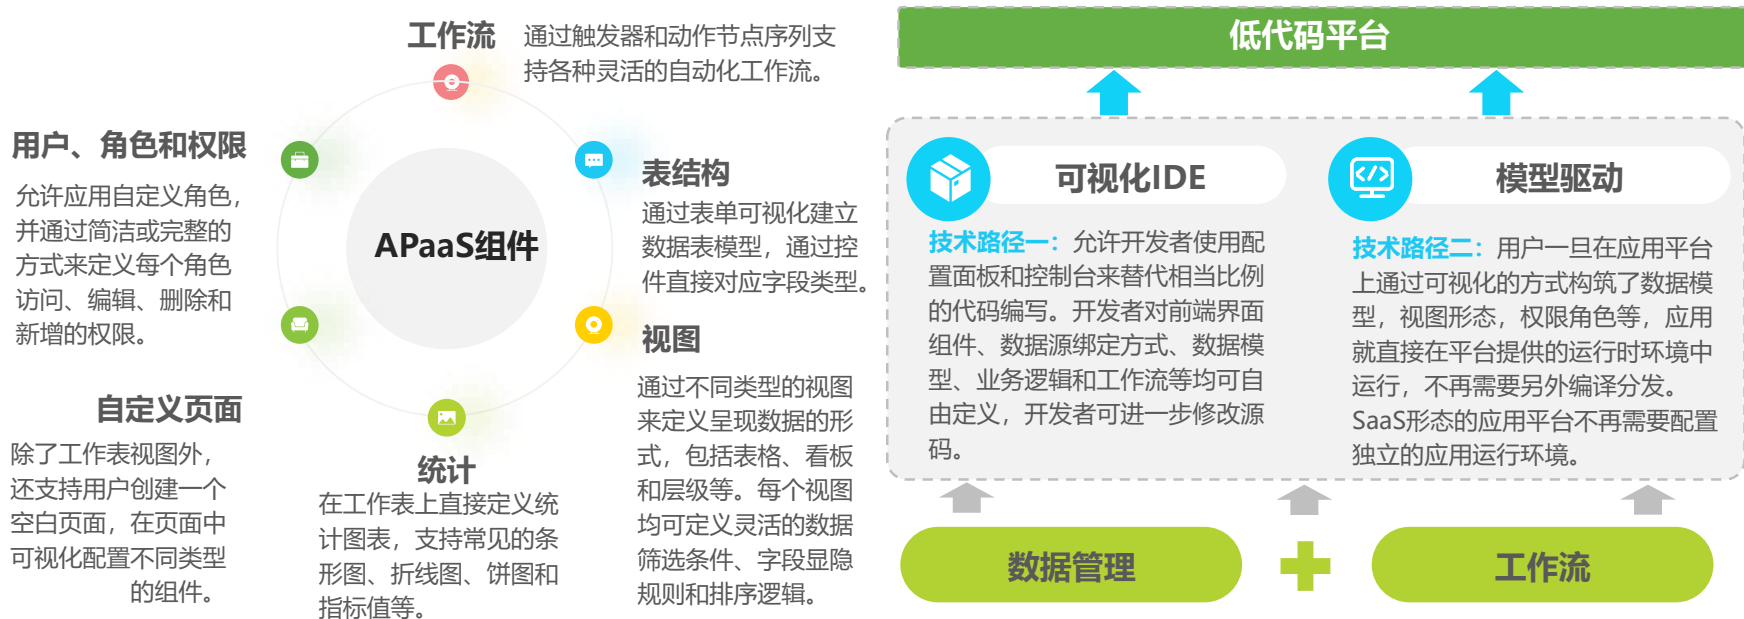 工作流
通过触发器和动作节点序列支
持各种灵活的自动化工作流。
用户、角色和权限
允许应用自定义角色，
并通过简洁或完整的
方式来定义每个角色
访问、编辑、删除和
新增的权限。
APaaS组件
表结构
通过表单可视化建立
数据表模型，通过控
件直接对应字段类型。
视图
通过不同类型的视图
来定义呈现数据的形
式，包括表格、看板
和层级等。每个视图
均可定义灵活的数据
筛选条件、字段显隐
规则和排序逻辑。
自定义页面
除了工作表视图外，
还支持用户创建一个
空白页面，在页面中
可视化配置不同类型
的组件。
统计
在工作表上直接定义统
计图表，支持常见的条
形图、折线图、饼图和
指标值等。
低代码平台
可视化IDE
技术路径一：允许开发者使用配
置面板和控制台来替代相当比例
的代码编写。开发者对前端界面
组件、数据源绑定方式、数据模
型、业务逻辑和工作流等均可自
由定义，开发者可进一步修改源
码。
模型驱动
技术路径二：用户一旦在应用平台
上通过可视化的方式构筑了数据模
型，视图形态，权限角色等，应用
就直接在平台提供的运行时环境中
运行，不再需要另外编译分发。
SaaS形态的应用平台不再需要配置
独立的应用运行环境。
数据管理
工作流